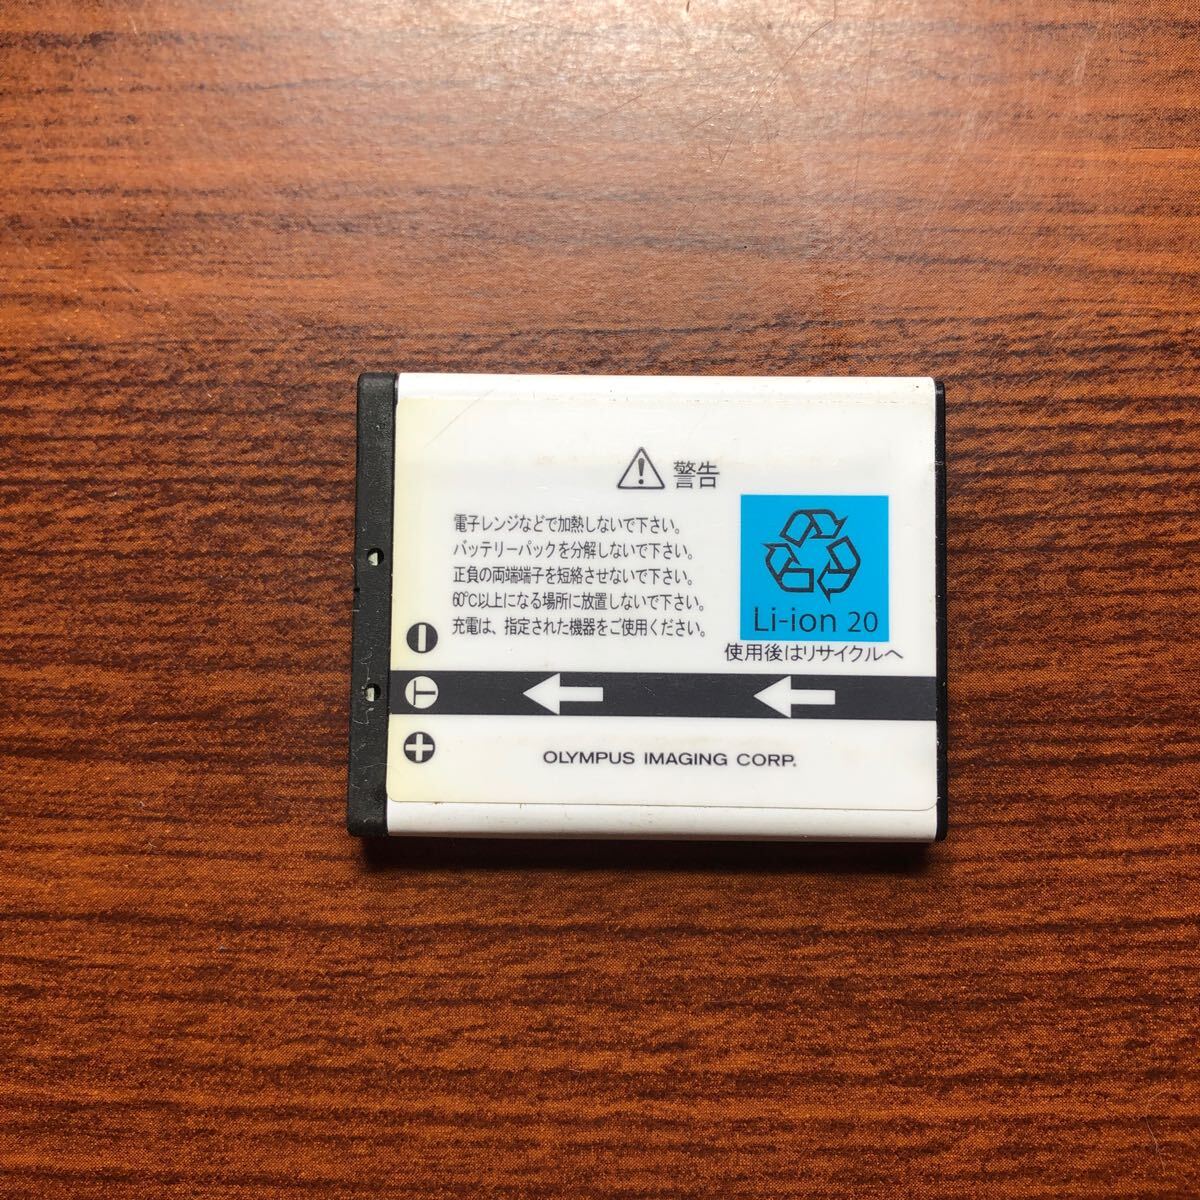 警告
電子レンジなどで加熱しないで下さい。
バッテリーパックを分解しないで下さい。
正負の両端端子を短絡させないで下さい。
60°C以上になる場所に放置しないで下さい。
充電は、指定された機器をご使用ください。
Li-ion 20
使用後はリサイクルへ
T
OLYMPUS IMAGING CORP.